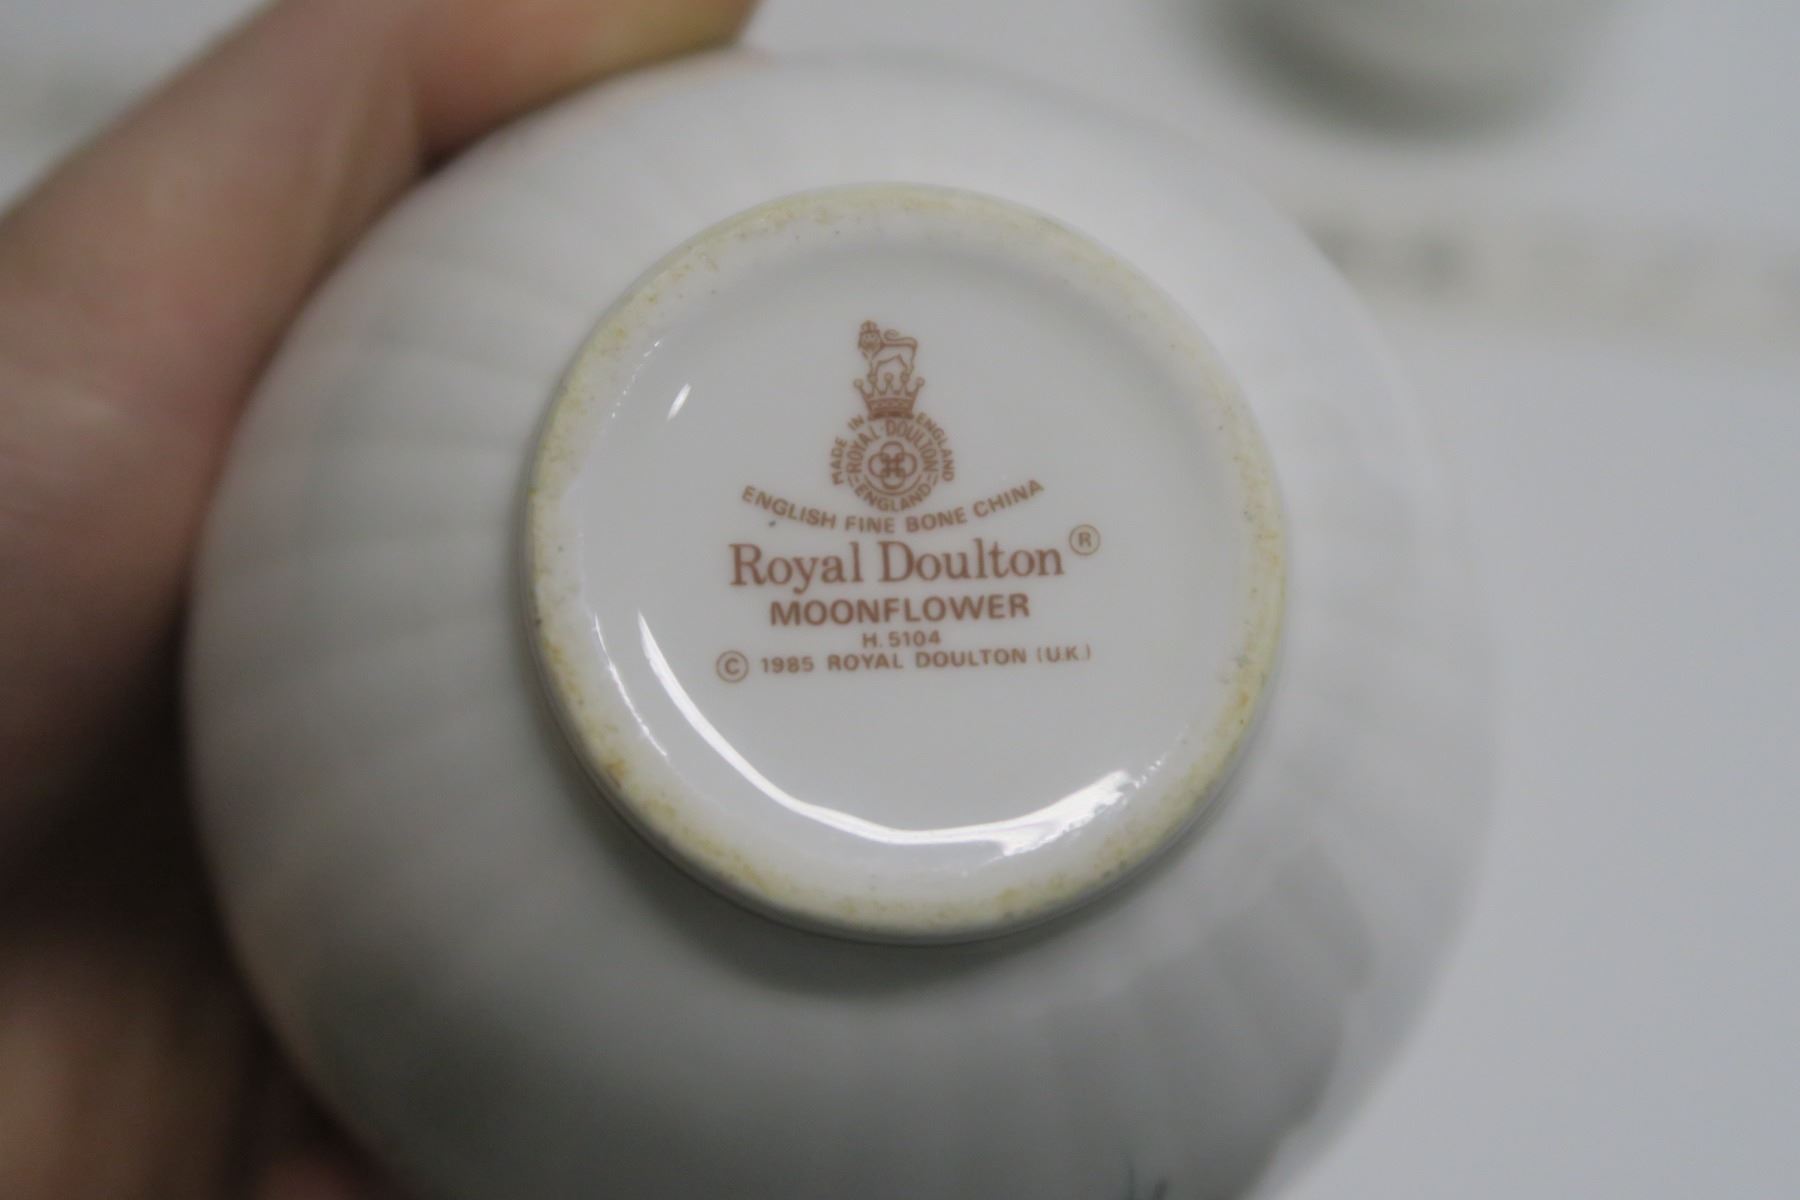 MADE IN ENGLAND
ROYAL DOULTON
ENGLAND
ENGLISH FINE BONE CHINA
Royal Doulton ®
MOONFLOWER
H. 5104
© 1985 ROYAL DOULTON (U.K.)